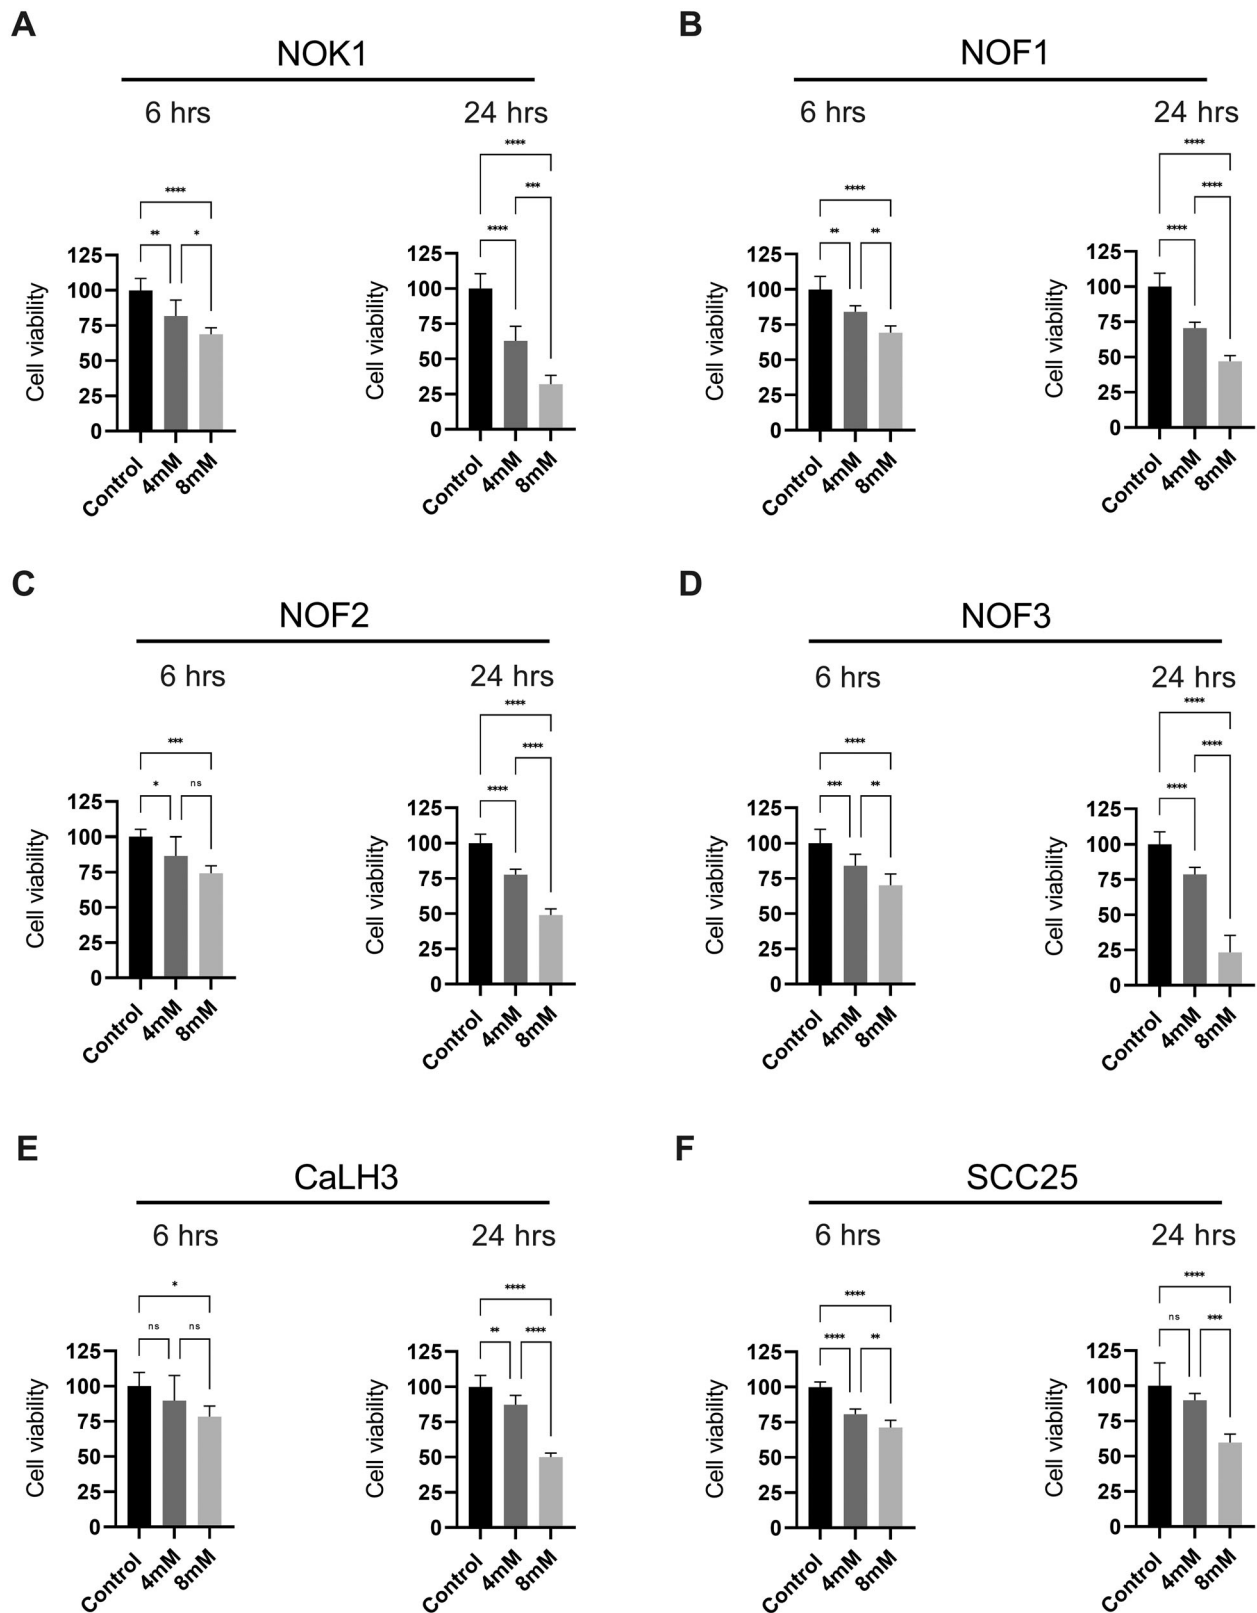 A
NOK1
6 hrs
24 hrs
****
**
*
125
100
75
50
25
0
Cell viability
Control
4mM
8mM
****
****
***
125
100
75
50
25
0
Cell viability
Control
4mM
8mM
B
NOF1
6 hrs
24 hrs
****
**
**
125
100
75
50
25
0
Cell viability
Control
4mM
8mM
****
****
****
125
100
75
50
25
0
Cell viability
Control
4mM
8mM
C
NOF2
6 hrs
24 hrs
***
*
ns
125
100
75
50
25
0
Cell viability
Control
4mM
8mM
****
****
****
125
100
75
50
25
0
Cell viability
Control
4mM
8mM
D
NOF3
6 hrs
24 hrs
****
***
**
125
100
75
50
25
0
Cell viability
Control
4mM
8mM
****
****
****
125
100
75
50
25
0
Cell viability
Control
4mM
8mM
E
CaLH3
6 hrs
24 hrs
*
ns
ns
125
100
75
50
25
0
Cell viability
Control
4mM
8mM
****
**
****
125
100
75
50
25
0
Cell viability
Control
4mM
8mM
F
SCC25
6 hrs
24 hrs
****
****
**
125
100
75
50
25
0
Cell viability
Control
4mM
8mM
****
ns
***
125
100
75
50
25
0
Cell viability
Control
4mM
8mM